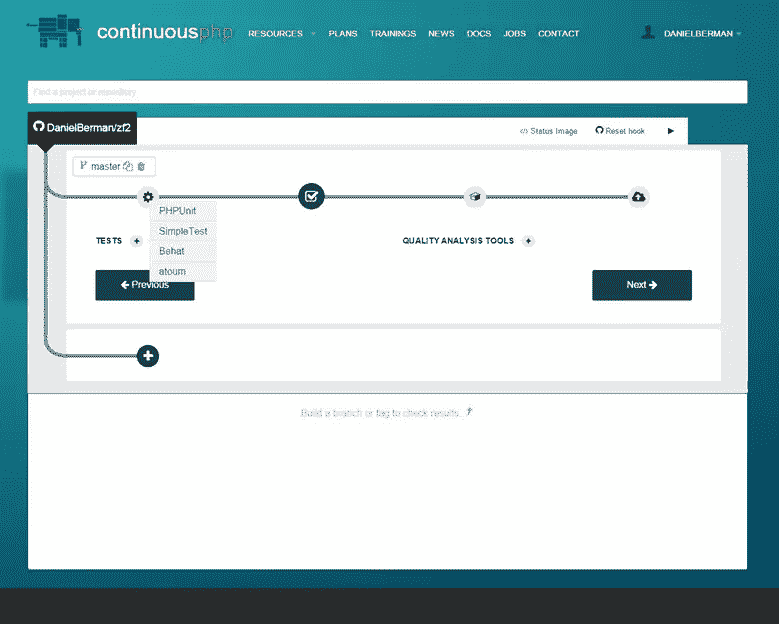 continuousphp RESOURCES PLANS TRAININGS NEWS DOCS JOBS CONTACT DANIELBERMAN
Find a project or repository
DanielBerman/zf2
</> Status Image Reset hook
master
PHPUnit
SimpleTest
Behat
atoum
TESTS +
QUALITY ANALYSIS TOOLS +
Previous
Next
Build a branch or tag to check results